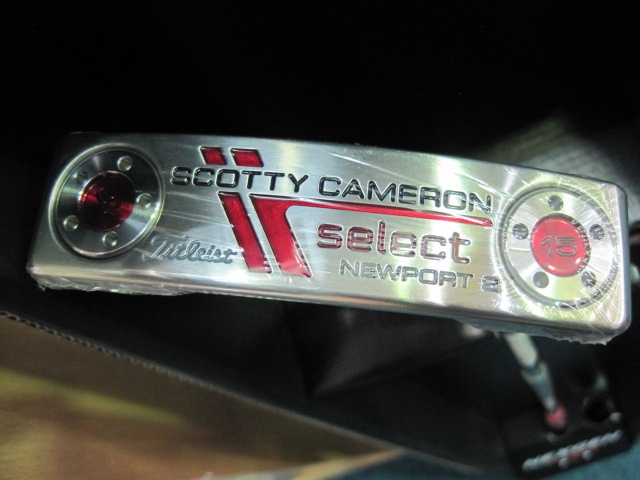 SCOTTY CAMERON
select
Titleist
NEWPORT 2
15